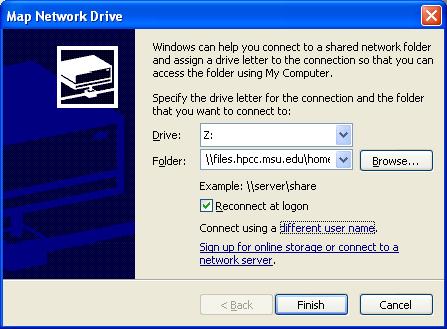 Map Network Drive
Windows can help you connect to a shared network folder
and assign a drive letter to the connection so that you can
access the folder using My Computer.
Specify the drive letter for the connection and the folder
that you want to connect to:
Drive: Z:
Folder: \\files.hpcc.msu.edu\home Browse...
Example: \\server\share
Reconnect at logon
Connect using a different user name.
Sign up for online storage or connect to a
network server.
< Back Finish Cancel